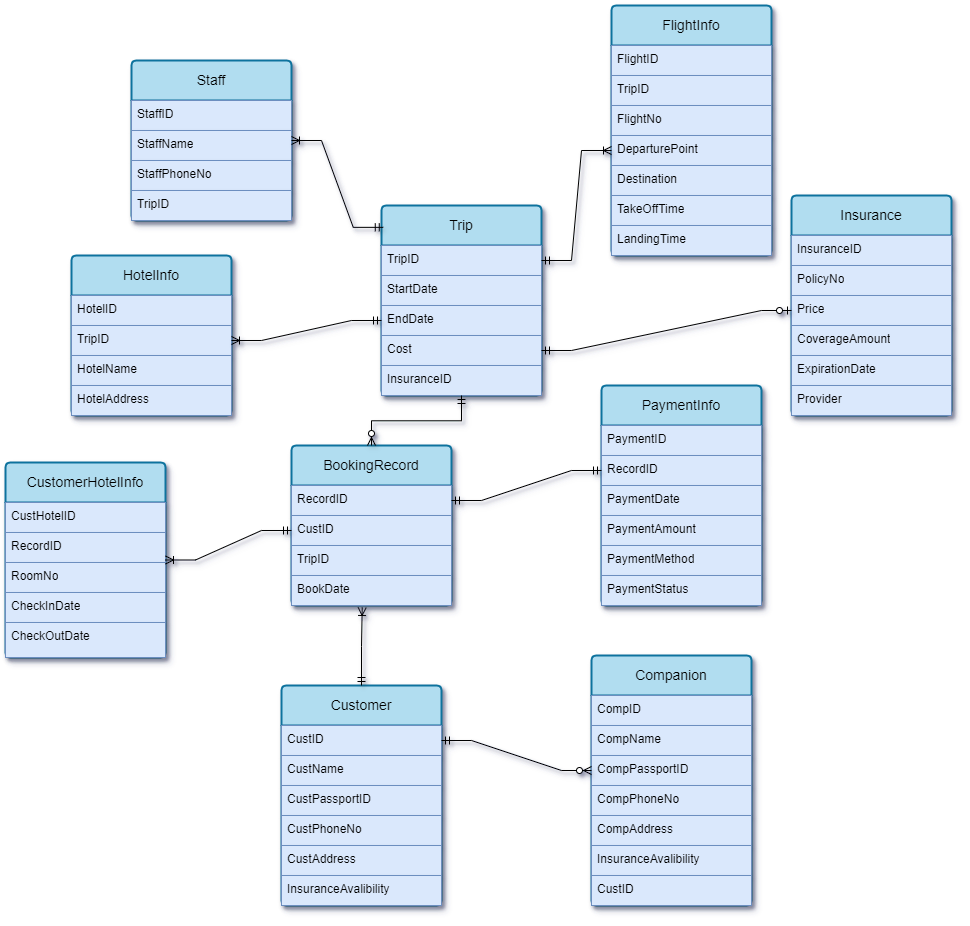 FlightInfo
FlightID
TripID
FlightNo
DeparturePoint
Destination
TakeOffTime
LandingTime
Staff
StaffID
StaffName
StaffPhoneNo
TripID
Insurance
InsuranceID
PolicyNo
Price
CoverageAmount
ExpirationDate
Provider
Trip
TripID
StartDate
EndDate
Cost
InsuranceID
HotelInfo
HotelID
TripID
HotelName
HotelAddress
PaymentInfo
PaymentID
RecordID
PaymentDate
PaymentAmount
PaymentMethod
PaymentStatus
BookingRecord
RecordID
CustID
TripID
BookDate
CustomerHotelInfo
CustHotelID
RecordID
RoomNo
CheckInDate
CheckOutDate
Customer
CustID
CustName
CustPassportID
CustPhoneNo
CustAddress
InsuranceAvalibility
Companion
CompID
CompName
CompPassportID
CompPhoneNo
CompAddress
InsuranceAvalibility
CustID